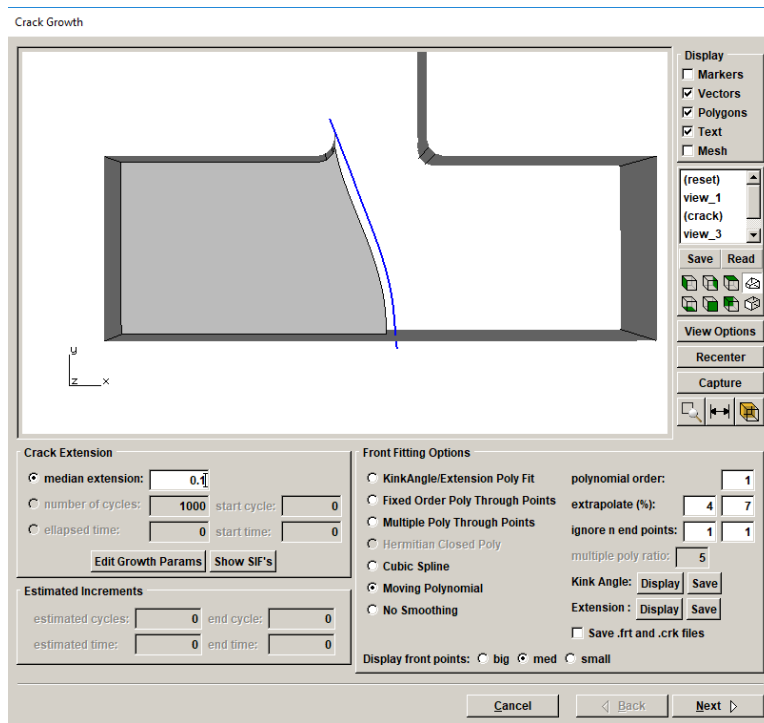 Crack Growth
Display
Markers
Vectors
Polygons
Text
Mesh
(reset)
view_1
(crack)
view_3
Save Read
View Options
Recenter
Capture
y
z x
Crack Extension
median extension: 0.1
number of cycles: 1000 start cycle: 0
ellapsed time: 0 start time: 0
Edit Growth Params Show SIF's
Estimated Increments
estimated cycles: 0 end cycle: 0
estimated time: 0 end time: 0
Front Fitting Options
KinkAngle/Extension Poly Fit polynomial order: 1
Fixed Order Poly Through Points extrapolate (%): 4 7
Multiple Poly Through Points ignore n end points: 1 1
Hermitian Closed Poly multiple poly ratio: 5
Cubic Spline Kink Angle: Display Save
Moving Polynomial Extension : Display Save
No Smoothing Save .frt and .crk files
Display front points: big med small
Cancel Back Next